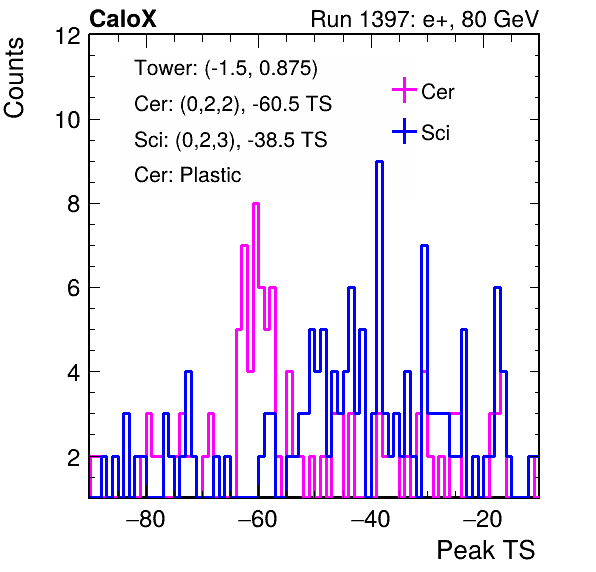 CaloX Run 1397: e+, 80 GeV
Counts
12
10
8
6
4
2
Tower: (-1.5, 0.875)
Cer: (0,2,2), -60.5 TS
Sci: (0,2,3), -38.5 TS
Cer: Plastic
Cer
Sci
−80 −60 −40 −20
Peak TS